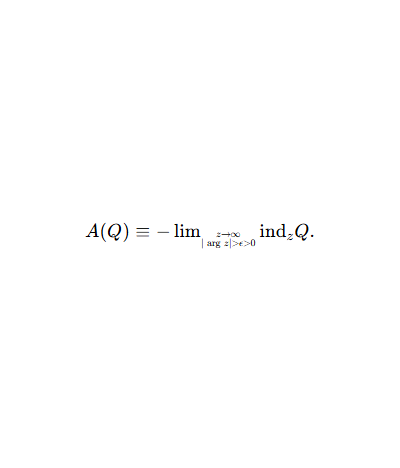 A(Q) ≡ − lim_{z→∞ | arg z|>ϵ>0} ind_z Q.